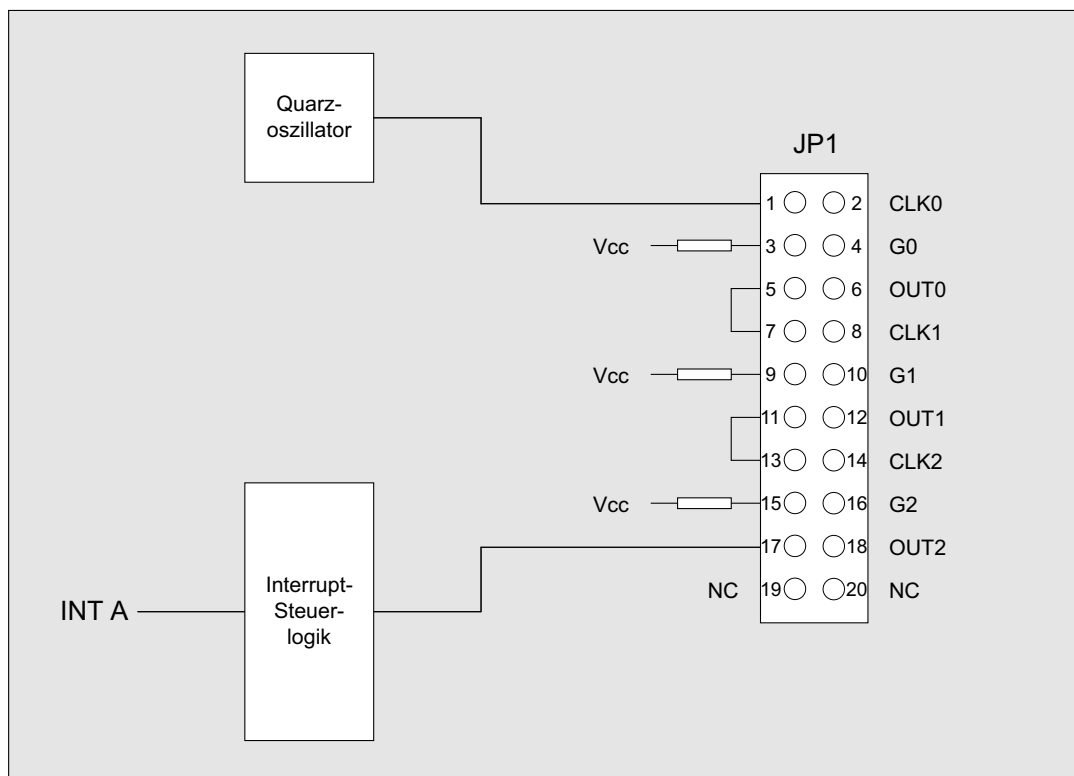 Quarz-
oszillator
JP1
1 2 CLK0
Vcc 3 4 G0
5 6 OUT0
7 8 CLK1
Vcc 9 10 G1
11 12 OUT1
13 14 CLK2
Vcc 15 16 G2
17 18 OUT2
NC 19 20 NC
INT A
Interrupt-
Steuer-
logik